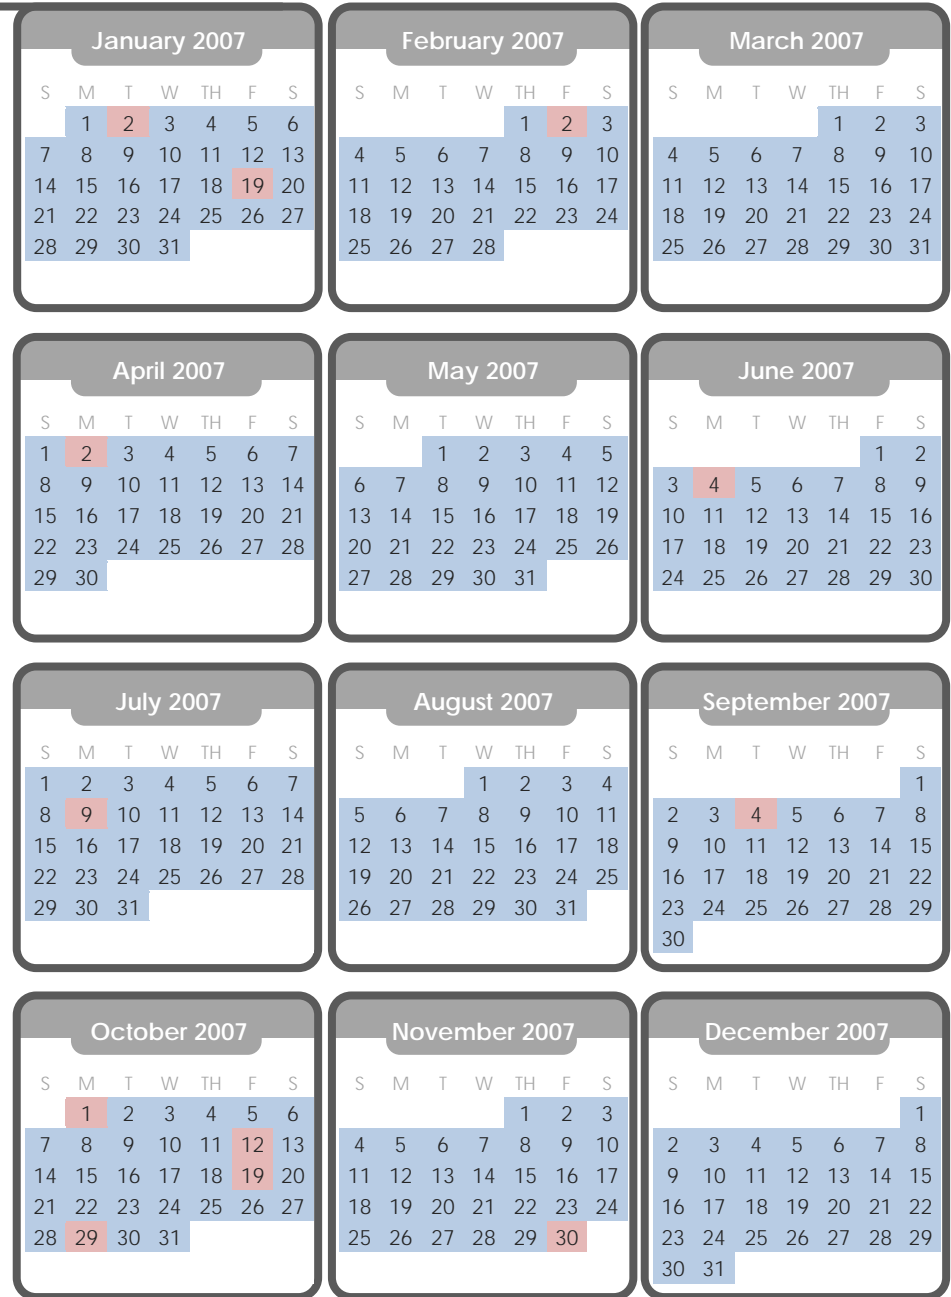 January 2007
S M T W TH F S
1 2 3 4 5 6
7 8 9 10 11 12 13
14 15 16 17 18 19 20
21 22 23 24 25 26 27
28 29 30 31
February 2007
S M T W TH F S
1 2 3
4 5 6 7 8 9 10
11 12 13 14 15 16 17
18 19 20 21 22 23 24
25 26 27 28
March 2007
S M T W TH F S
1 2 3
4 5 6 7 8 9 10
11 12 13 14 15 16 17
18 19 20 21 22 23 24
25 26 27 28 29 30 31
April 2007
S M T W TH F S
1 2 3 4 5 6 7
8 9 10 11 12 13 14
15 16 17 18 19 20 21
22 23 24 25 26 27 28
29 30
May 2007
S M T W TH F S
1 2 3 4 5
6 7 8 9 10 11 12
13 14 15 16 17 18 19
20 21 22 23 24 25 26
27 28 29 30 31
June 2007
S M T W TH F S
1 2
3 4 5 6 7 8 9
10 11 12 13 14 15 16
17 18 19 20 21 22 23
24 25 26 27 28 29 30
July 2007
S M T W TH F S
1 2 3 4 5 6 7
8 9 10 11 12 13 14
15 16 17 18 19 20 21
22 23 24 25 26 27 28
29 30 31
August 2007
S M T W TH F S
1 2 3 4
5 6 7 8 9 10 11
12 13 14 15 16 17 18
19 20 21 22 23 24 25
26 27 28 29 30 31
September 2007
S M T W TH F S
1
2 3 4 5 6 7 8
9 10 11 12 13 14 15
16 17 18 19 20 21 22
23 24 25 26 27 28 29
30
October 2007
S M T W TH F S
1 2 3 4 5 6
7 8 9 10 11 12 13
14 15 16 17 18 19 20
21 22 23 24 25 26 27
28 29 30 31
November 2007
S M T W TH F S
1 2 3
4 5 6 7 8 9 10
11 12 13 14 15 16 17
18 19 20 21 22 23 24
25 26 27 28 29 30
December 2007
S M T W TH F S
1
2 3 4 5 6 7 8
9 10 11 12 13 14 15
16 17 18 19 20 21 22
23 24 25 26 27 28 29
30 31